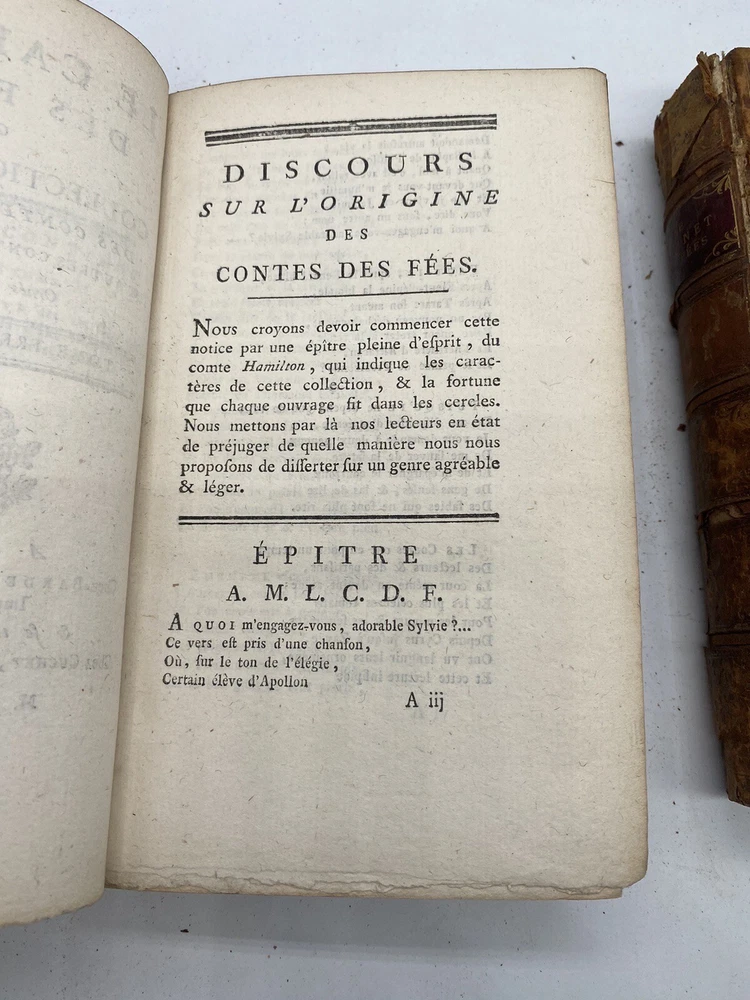 DISCOURS
SUR L'ORIGINE
DES
CONTES DES FÉES.
Nous croyons devoir commencer cette
notice par une épître pleine d'eſprit, du
comte Hamilton, qui indique les carac-
tères de cette collection, & la fortune
que chaque ouvrage fit dans les cercles.
Nous mettons par là nos lecteurs en état
de préjuger de quelle manière nous nous
propoſons de diſſerter ſur un genre agréable
& léger.
ÉPITRE
A. M. L. C. D. F.
A QUOI m'engagez-vous, adorable Sylvie ?...
Ce vers eſt pris d'une chanſon,
Où, ſur le ton de l'élégie,
Certain élève d'Apollon
A iij